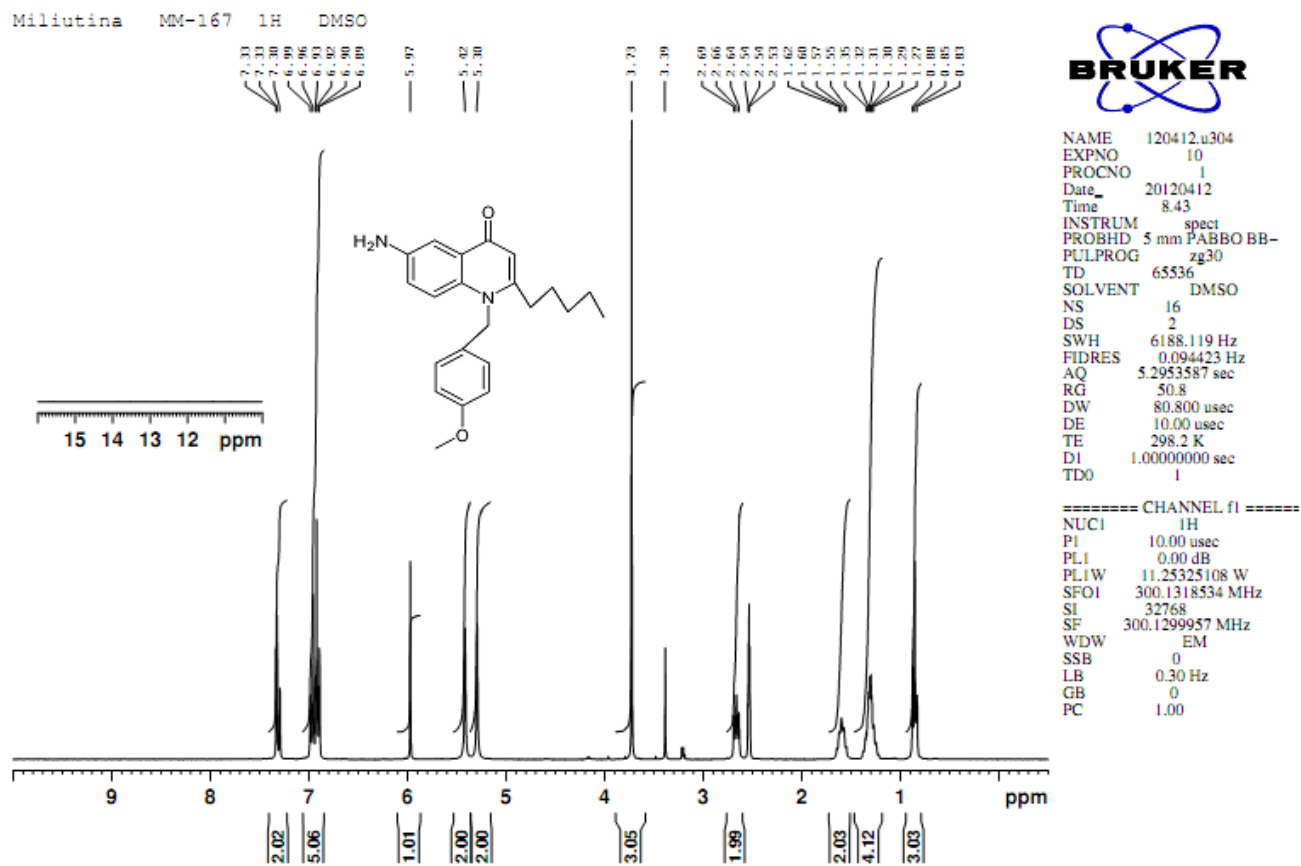 Miliutina MM-167 1H DMSO
7.33 7.33 7.30 6.99 6.96 6.93 6.92 6.90 6.89 5.97 5.42 5.30 3.73 3.39 2.69 2.66 2.64 2.54 2.54 2.53 1.62 1.60 1.57 1.55 1.35 1.32 1.31 1.30 1.29 1.27 0.88 0.85 0.83
BRUKER
NAME 120412.u304
EXPNO 10
PROCNO 1
Date_ 20120412
Time 8.43
INSTRUM spect
PROBHD 5 mm PABBO BB-
PULPROG zg30
TD 65536
SOLVENT DMSO
NS 16
DS 2
SWH 6188.119 Hz
FIDRES 0.094423 Hz
AQ 5.2953587 sec
RG 50.8
DW 80.800 usec
DE 10.00 usec
TE 298.2 K
D1 1.00000000 sec
TD0 1
======== CHANNEL f1 ======
NUC1 1H
P1 10.00 usec
PL1 0.00 dB
PL1W 11.25325108 W
SFO1 300.1318534 MHz
SI 32768
SF 300.1299957 MHz
WDW EM
SSB 0
LB 0.30 Hz
GB 0
PC 1.00
O
H2N
N
O
15 14 13 12 ppm
9 8 7 6 5 4 3 2 1 ppm
2.02 5.06 1.01 2.00 2.00 3.05 1.99 2.03 4.12 3.03